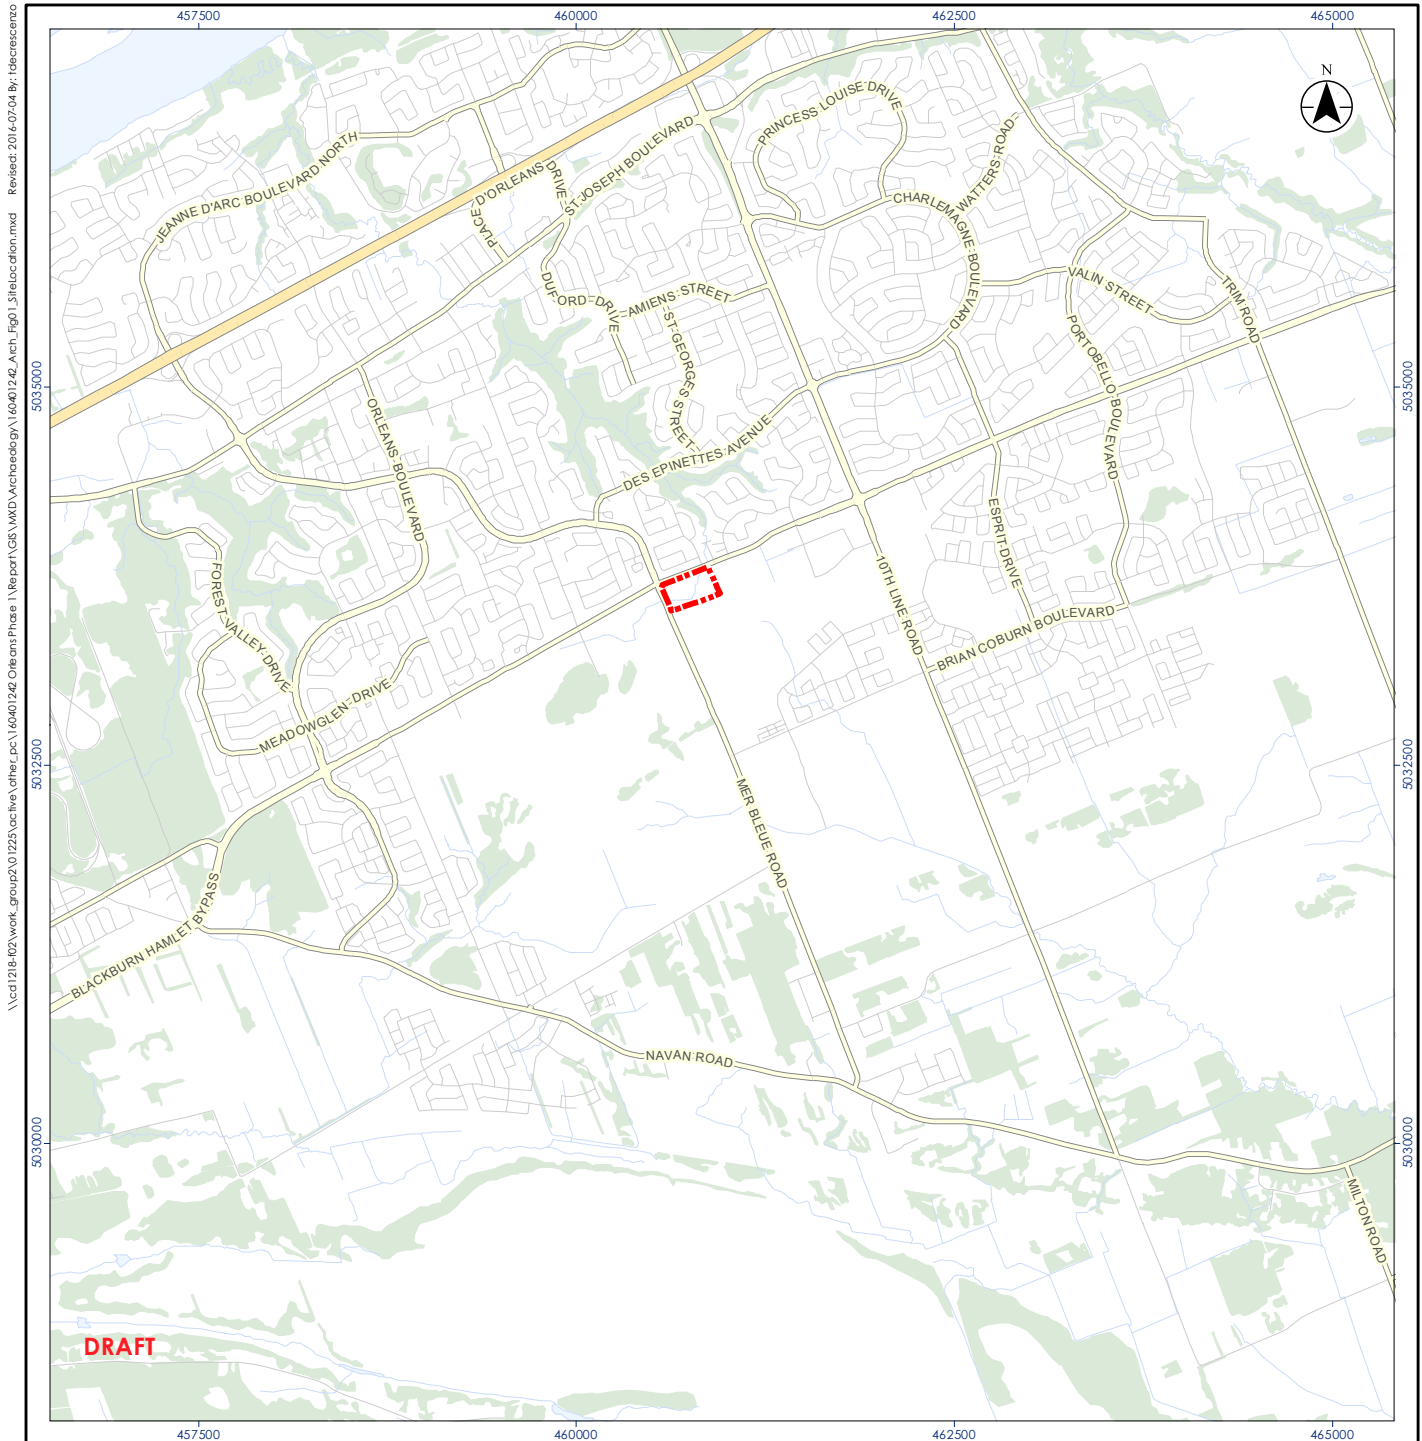 457500
460000
462500
465000
\\cd1218-f02\work_group2\01225\active\other_pc\160401242 Orleans Phase 1\Report\GIS\MXD\Archaeology\160401242_Arch_Fig01_SiteLocation.mxd Revised: 2016-07-04 By: tdecrescenzo
N
JEANNE D'ARC BOULEVARD NORTH
PLACE D'ORLEANS DRIVE
ST. JOSEPH BOULEVARD
PRINCESS LOUISE DRIVE
WATTERS ROAD
CHARLEMAGNE BOULEVARD
DUFORD DRIVE
AMIENS STREET
ST-GEORGES STREET
VALIN STREET
TRIM ROAD
PORTOBELLO BOULEVARD
5035000
5035000
ORLEANS BOULEVARD
DES EPINETTES AVENUE
ESPRIT DRIVE
10TH LINE ROAD
FOREST VALLEY DRIVE
BRIAN COBURN BOULEVARD
MEADOWGLEN DRIVE
5032500
5032500
MER BLEUE ROAD
BLACKBURN HAMLET BYPASS
NAVAN ROAD
5030000
5030000
MILTON ROAD
DRAFT
457500
460000
462500
465000